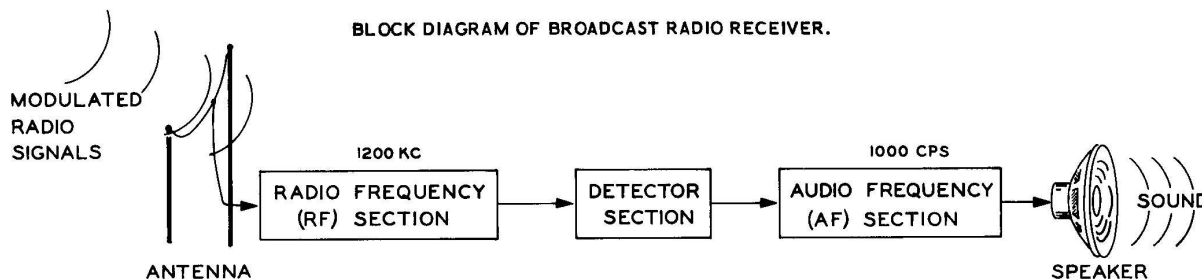 BLOCK DIAGRAM OF BROADCAST RADIO RECEIVER.
MODULATED
RADIO
SIGNALS
1200 KC
1000 CPS
RADIO FREQUENCY
(RF) SECTION
DETECTOR
SECTION
AUDIO FREQUENCY
(AF) SECTION
SOUND
ANTENNA
SPEAKER